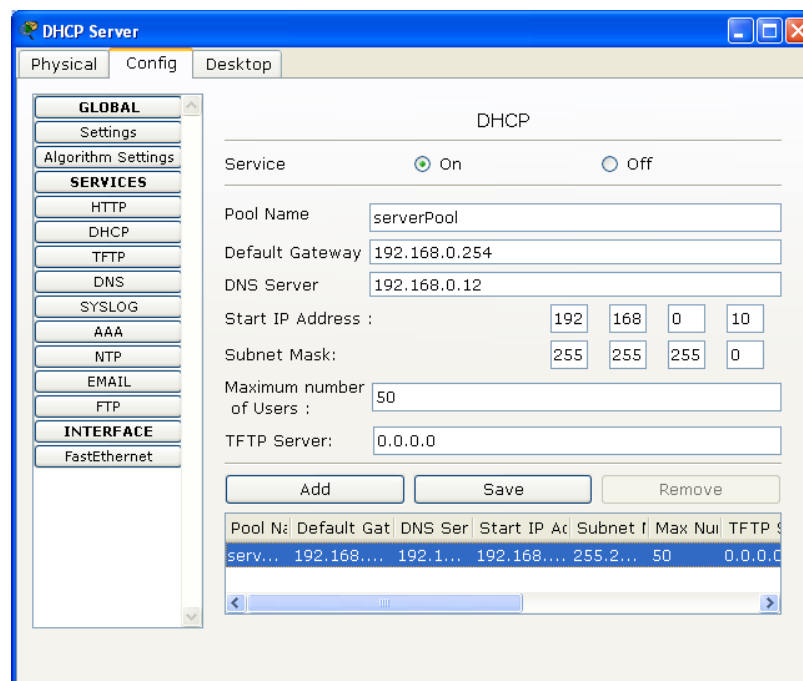 DHCP Server
Physical Config Desktop
GLOBAL
Settings
Algorithm Settings
SERVICES
HTTP
DHCP
TFTP
DNS
SYSLOG
AAA
NTP
EMAIL
FTP
INTERFACE
FastEthernet
DHCP
Service On Off
Pool Name serverPool
Default Gateway 192.168.0.254
DNS Server 192.168.0.12
Start IP Address : 192 168 0 10
Subnet Mask: 255 255 255 0
Maximum number
of Users : 50
TFTP Server: 0.0.0.0
Add Save Remove
Pool Na Default Gat DNS Ser Start IP Ac Subnet Max Nu TFTP
serv... 192.168.... 192.1... 192.168.... 255.2... 50 0.0.0.0